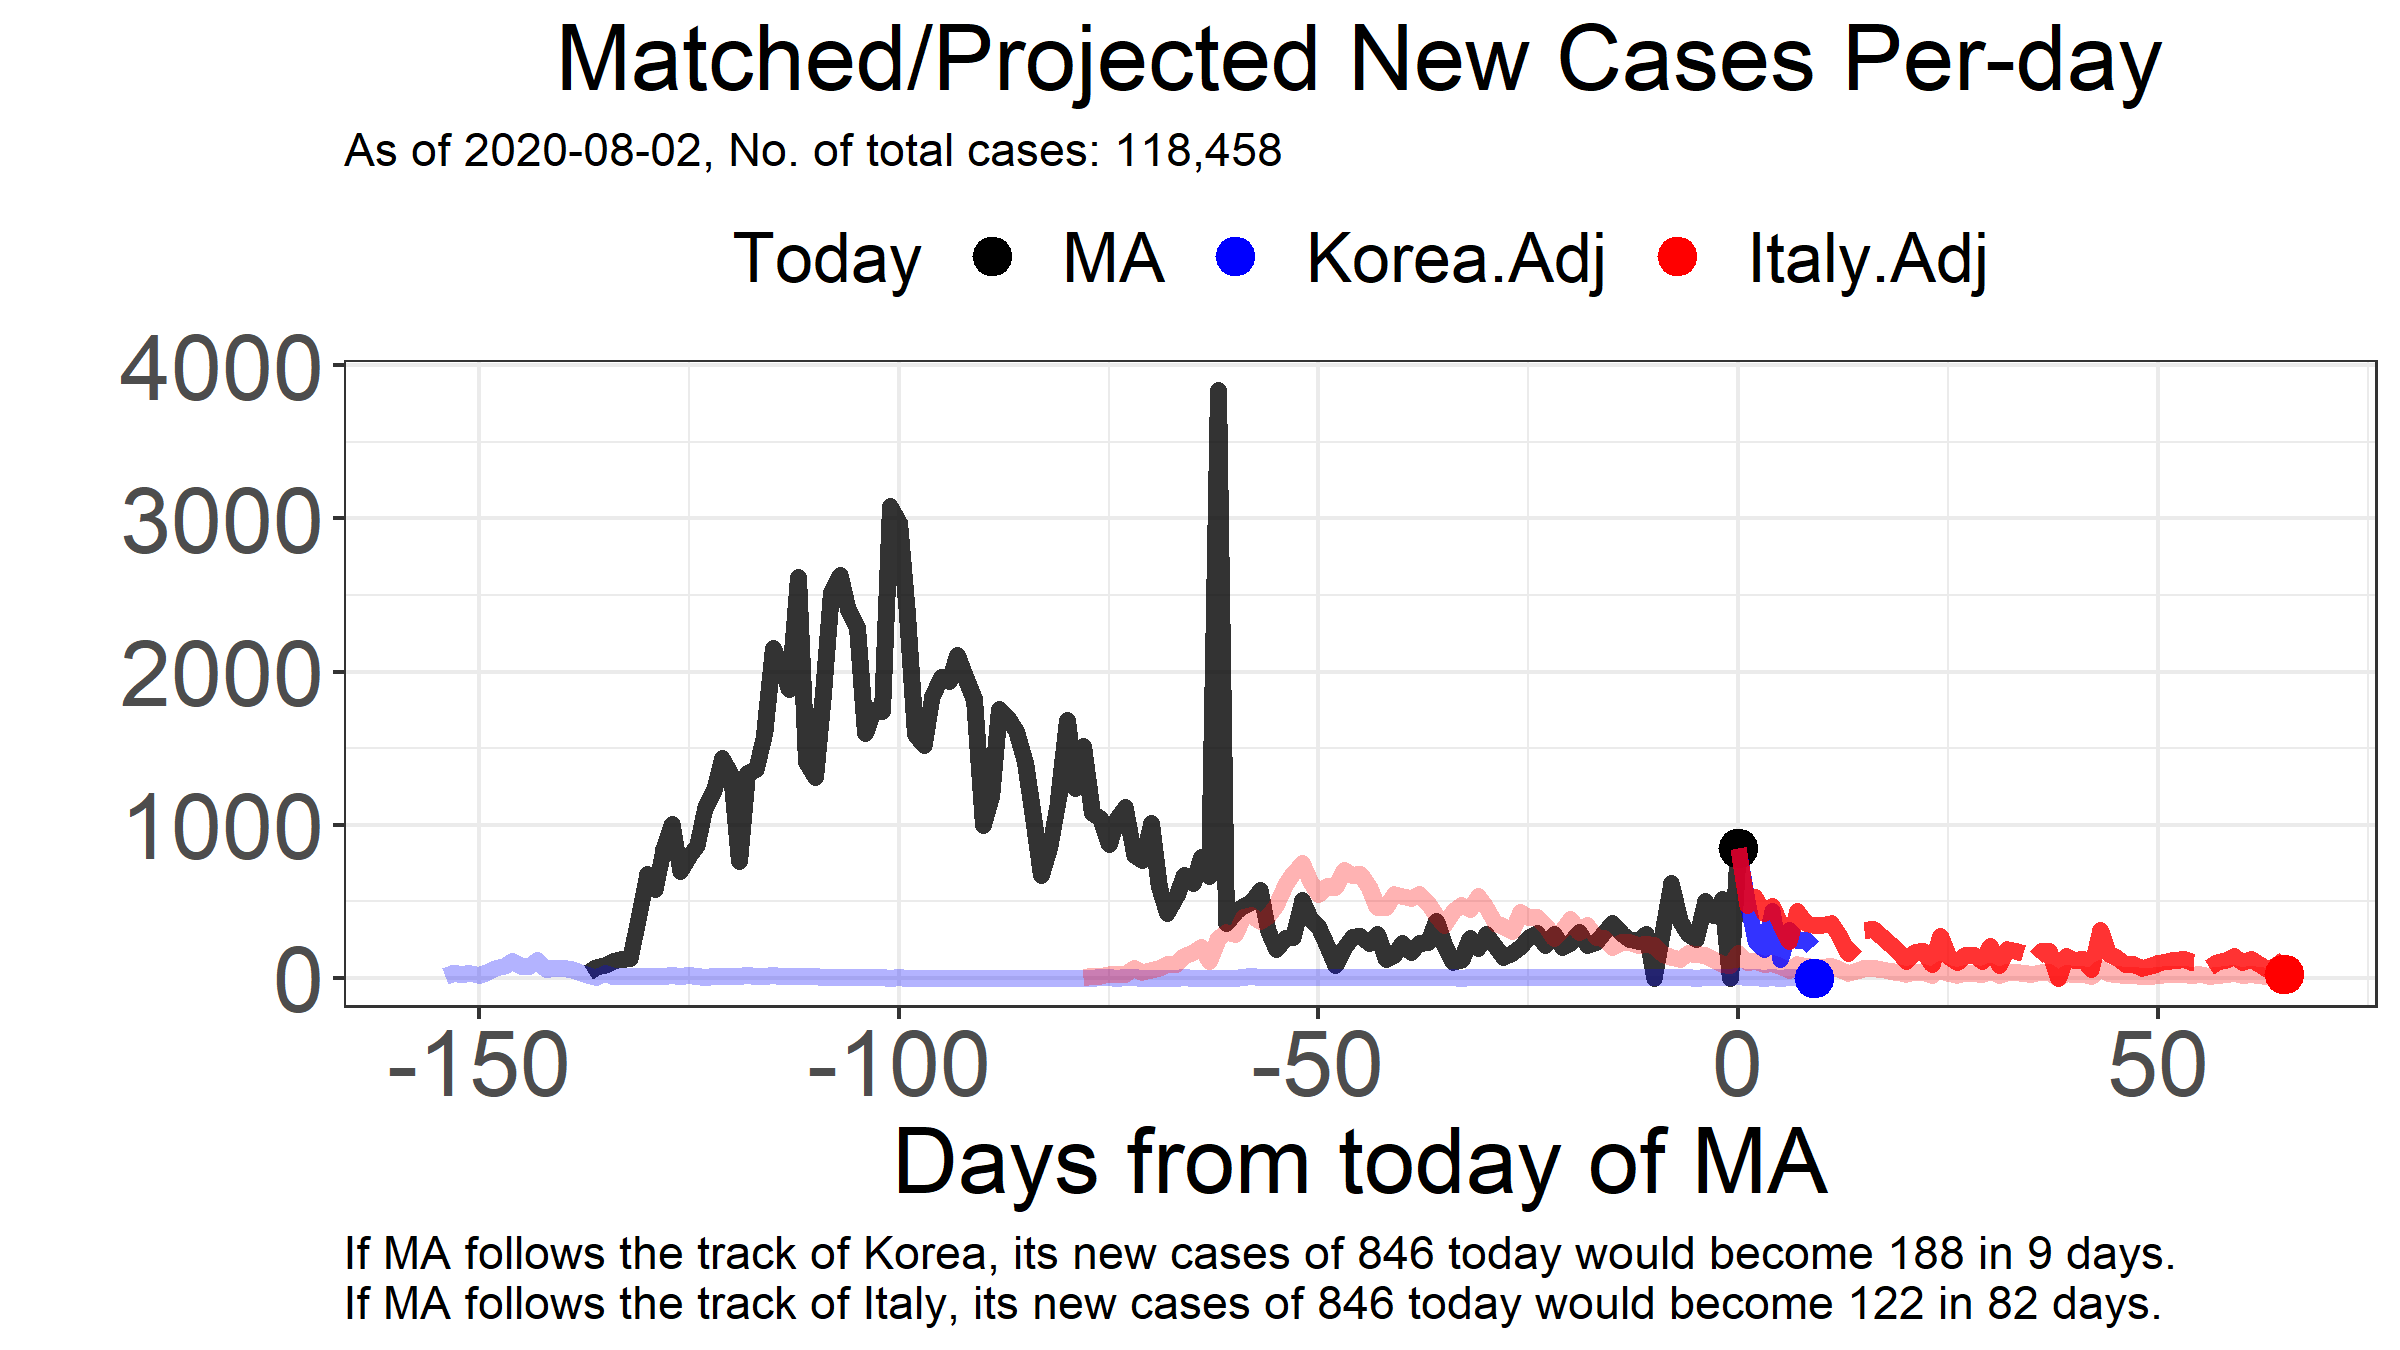 Matched/Projected New Cases Per-day
As of 2020-08-02, No. of total cases: 118,458
Today MA Korea.Adj Italy.Adj
4000
3000
2000
1000
0
-150 -100 -50 0 50
Days from today of MA
If MA follows the track of Korea, its new cases of 846 today would become 188 in 9 days.
If MA follows the track of Italy, its new cases of 846 today would become 122 in 82 days.